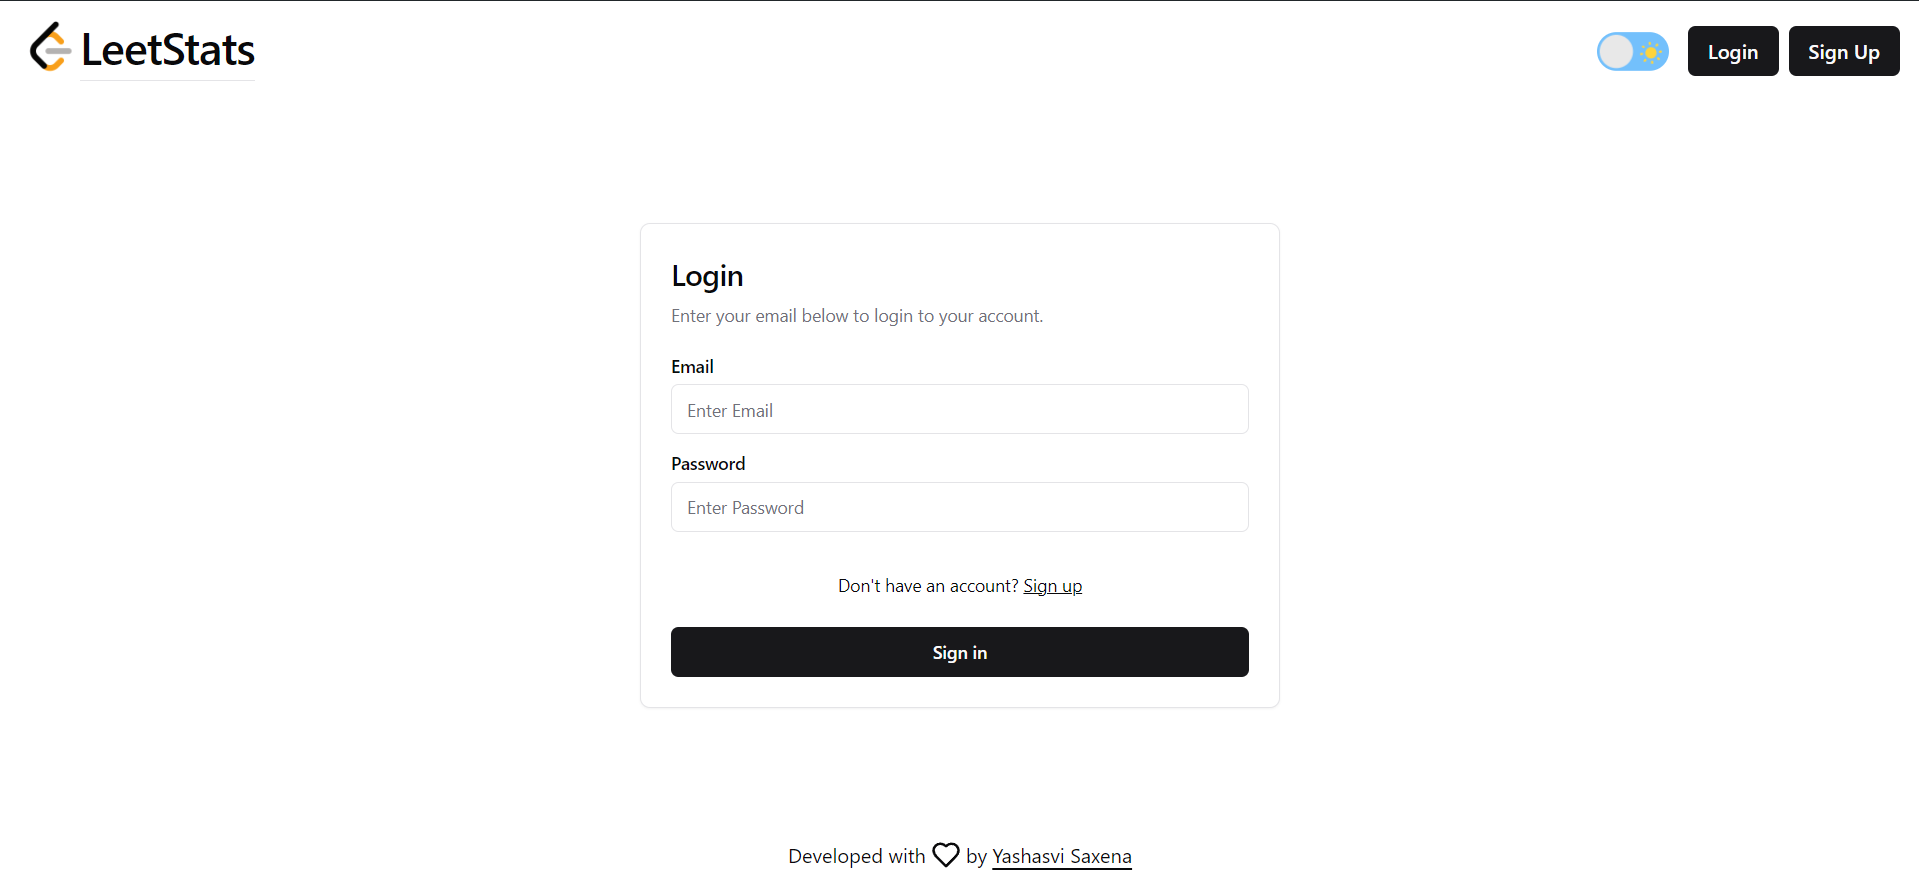 LeetStats
Login
Sign Up
Login
Enter your email below to login to your account.
Email
Enter Email
Password
Enter Password
Don't have an account? Sign up
Sign in
Developed with by Yashasvi Saxena